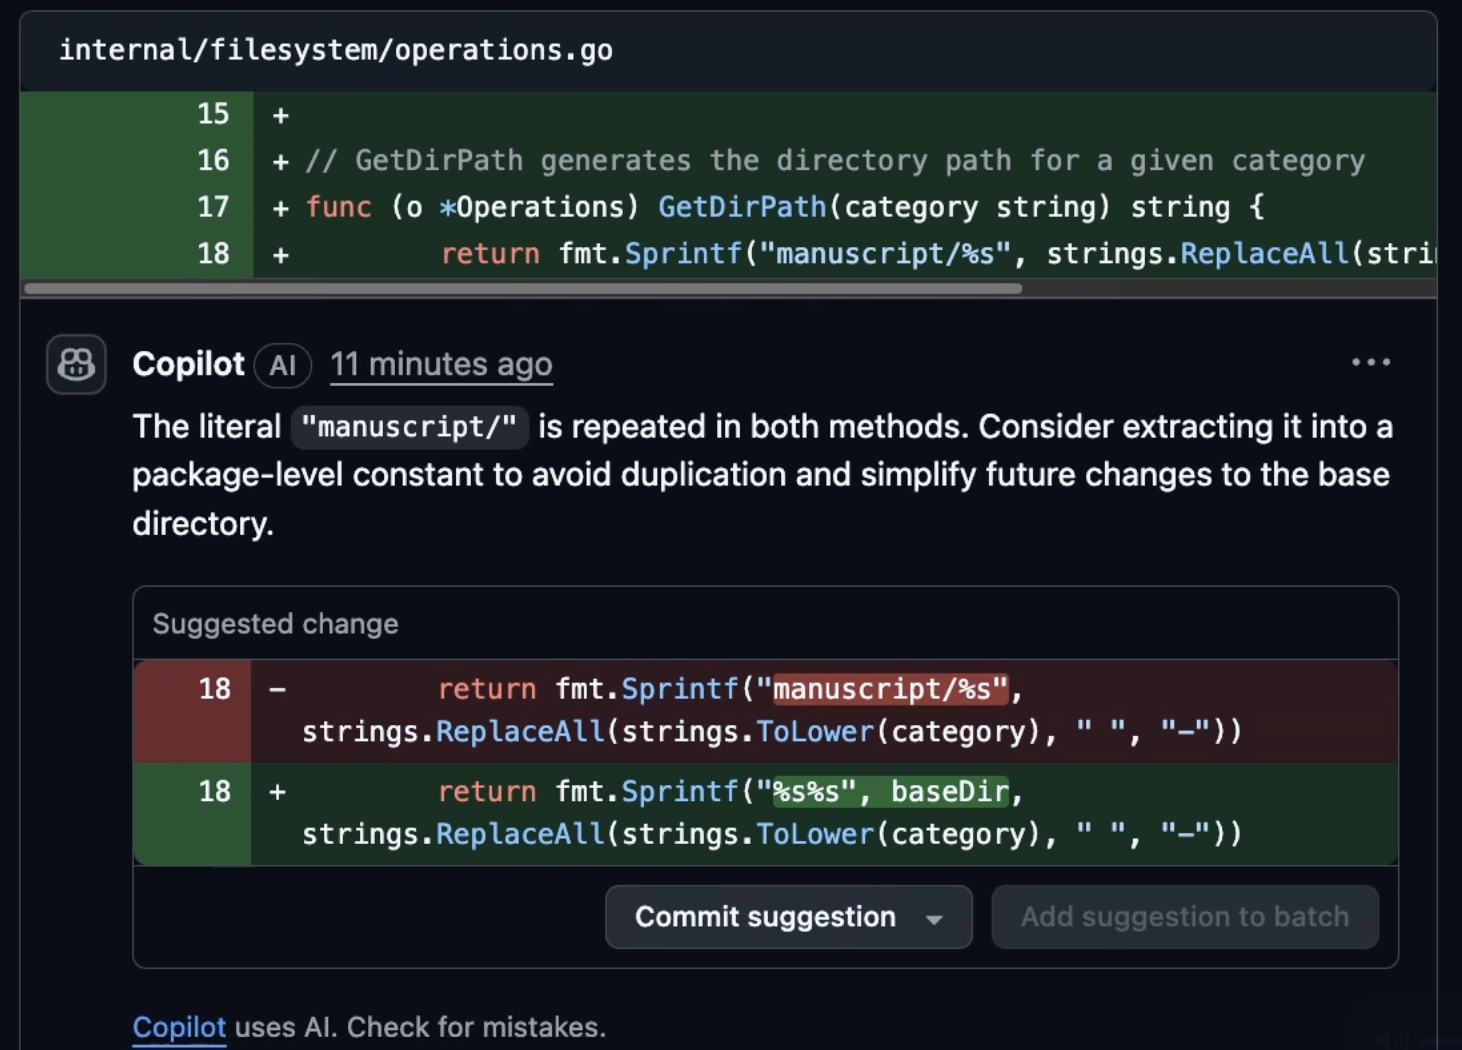 internal/filesystem/operations.go
15 +
16 + // GetDirPath generates the directory path for a given category
17 + func (o *Operations) GetDirPath(category string) string {
18 + return fmt.Sprintf("manuscript/%s", strings.ReplaceAll(stri
Copilot AI 11 minutes ago
The literal "manuscript/" is repeated in both methods. Consider extracting it into a
package-level constant to avoid duplication and simplify future changes to the base
directory.
Suggested change
18 - return fmt.Sprintf("manuscript/%s",
strings.ReplaceAll(strings.ToLower(category), " ", "-"))
18 + return fmt.Sprintf("%s%s", baseDir,
strings.ReplaceAll(strings.ToLower(category), " ", "-"))
Commit suggestion Add suggestion to batch
Copilot uses AI. Check for mistakes.